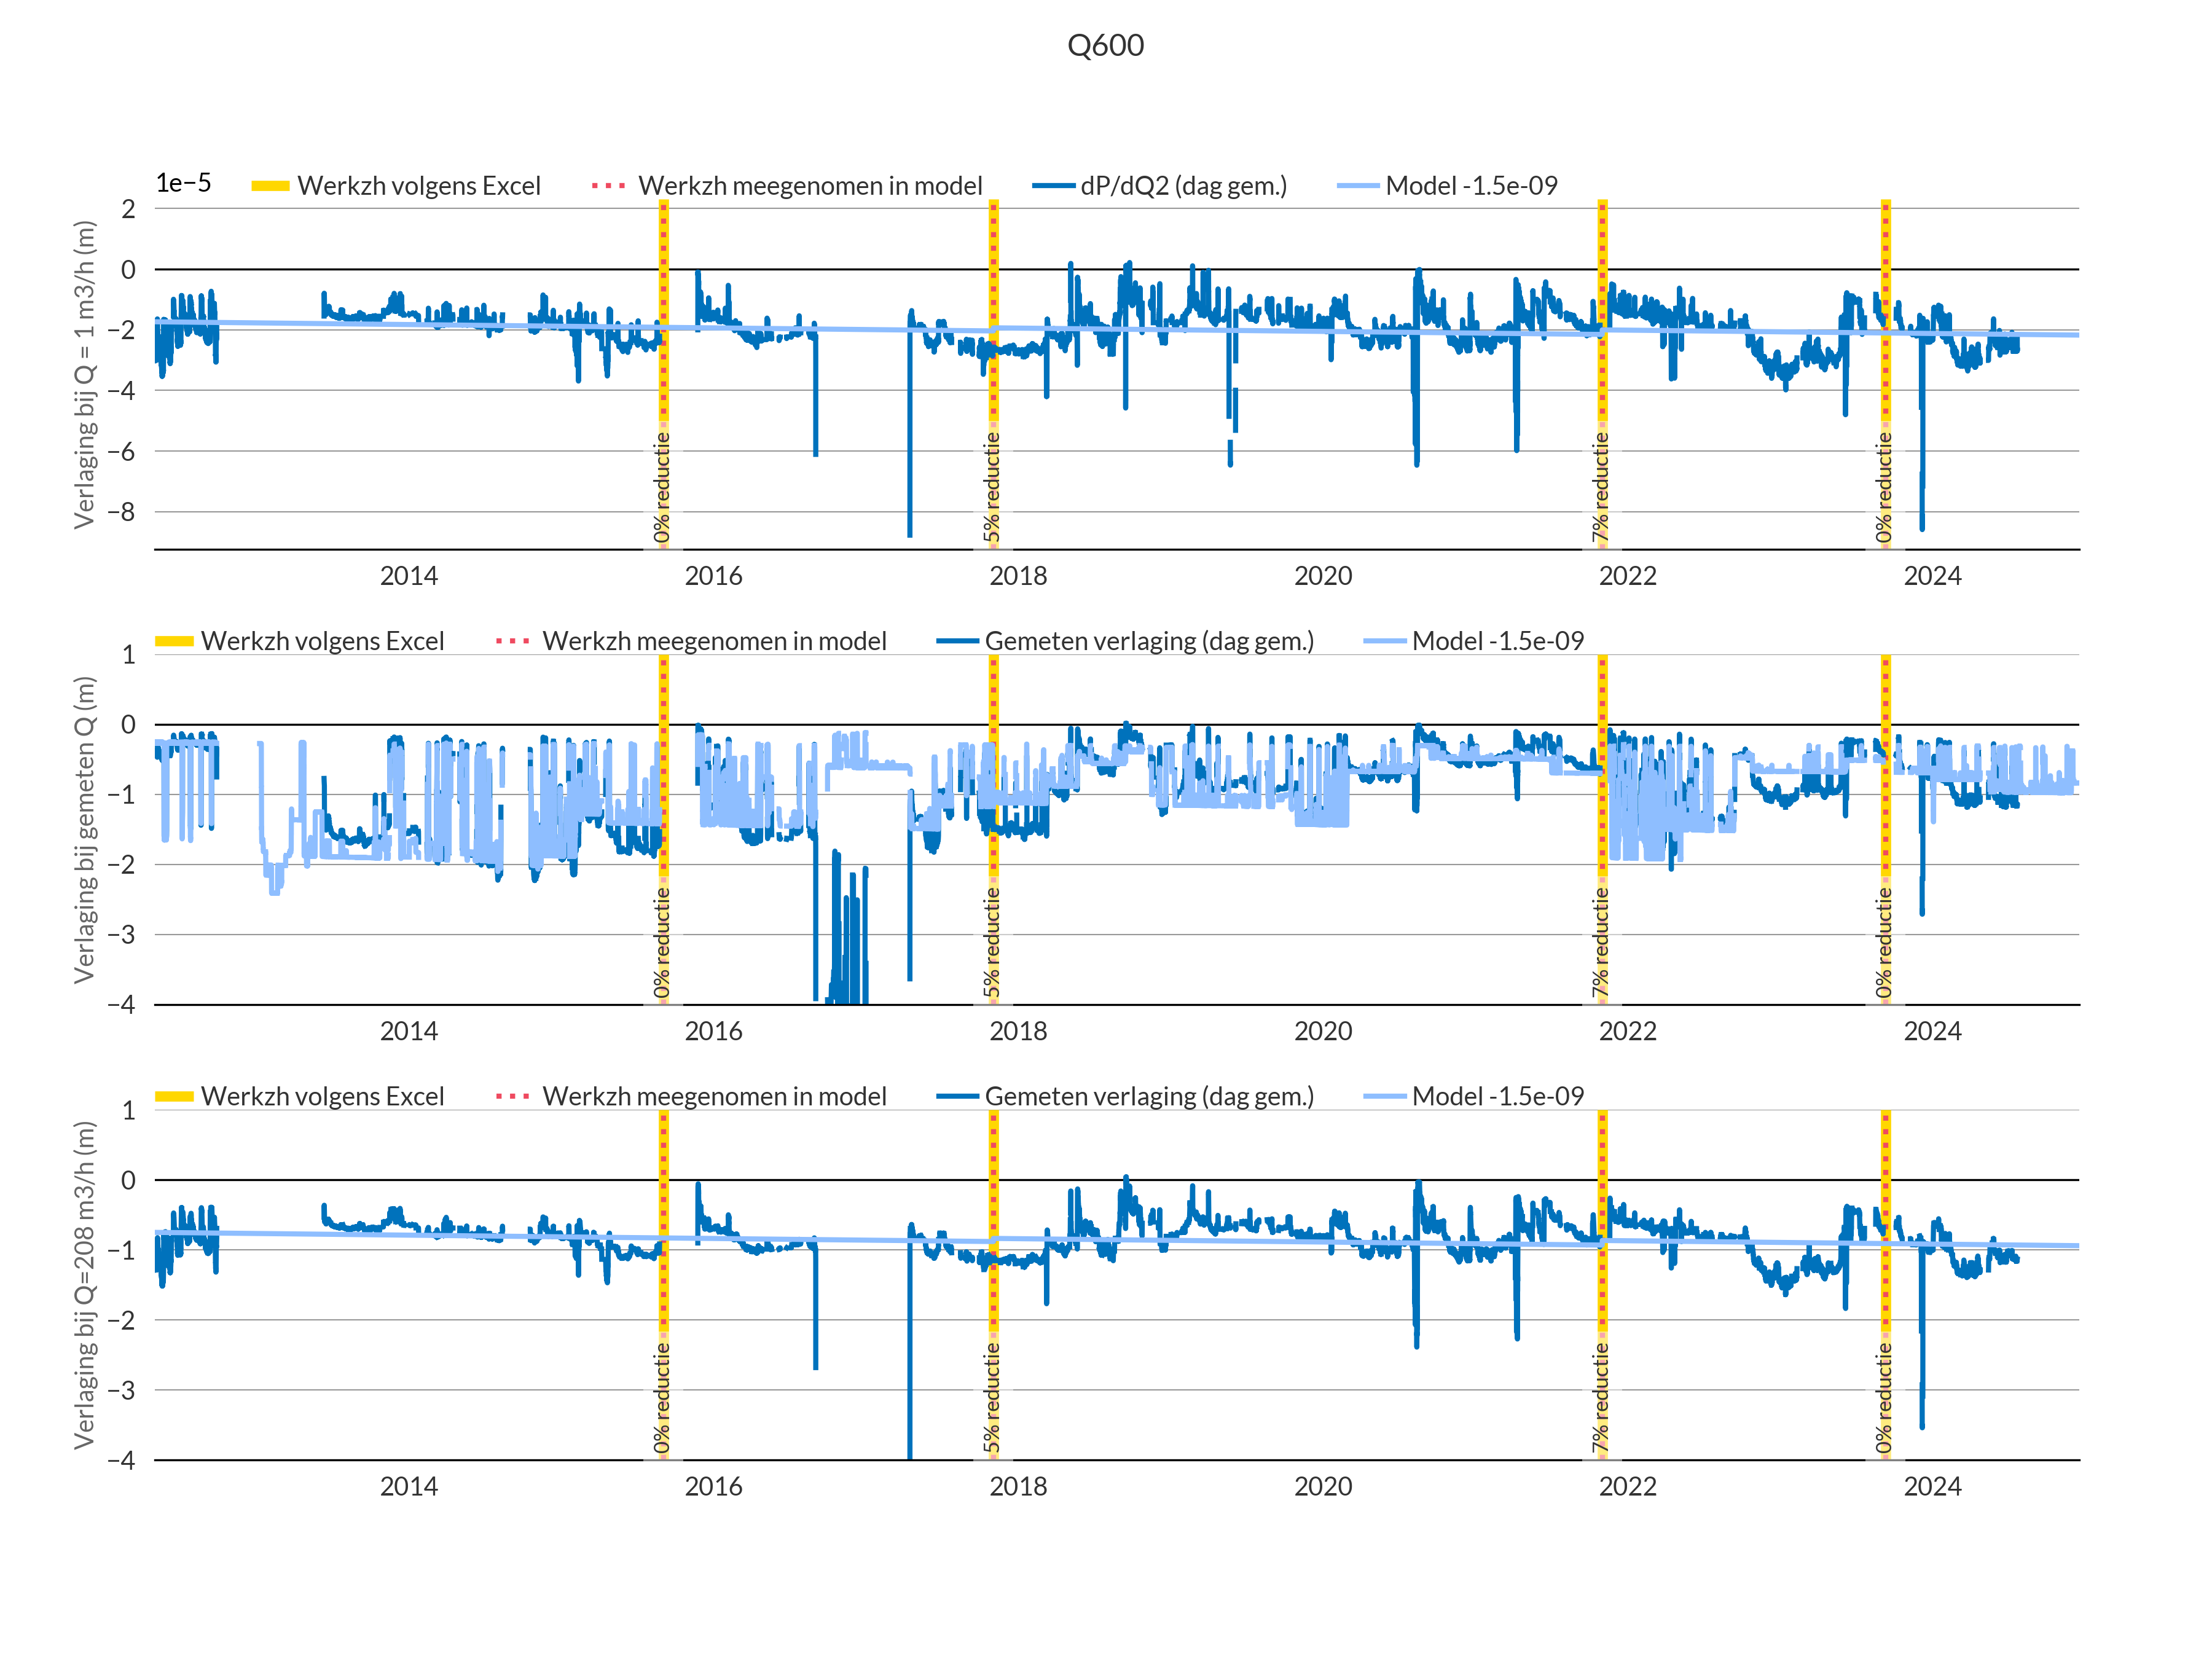 Q600
1e−5
Werkzh volgens Excel Werkzh meegenomen in model dP/dQ2 (dag gem.) Model -1.5e-09
Verlaging bij Q = 1 m3/h (m)
2
0
−2
−4
−6
−8
0% reductie
5% reductie
7% reductie
0% reductie
2014 2016 2018 2020 2022 2024
Werkzh volgens Excel Werkzh meegenomen in model Gemeten verlaging (dag gem.) Model -1.5e-09
Verlaging bij gemeten Q (m)
1
0
−1
−2
−3
−4
0% reductie
5% reductie
7% reductie
0% reductie
2014 2016 2018 2020 2022 2024
Werkzh volgens Excel Werkzh meegenomen in model Gemeten verlaging (dag gem.) Model -1.5e-09
Verlaging bij Q=208 m3/h (m)
1
0
−1
−2
−3
−4
0% reductie
5% reductie
7% reductie
0% reductie
2014 2016 2018 2020 2022 2024